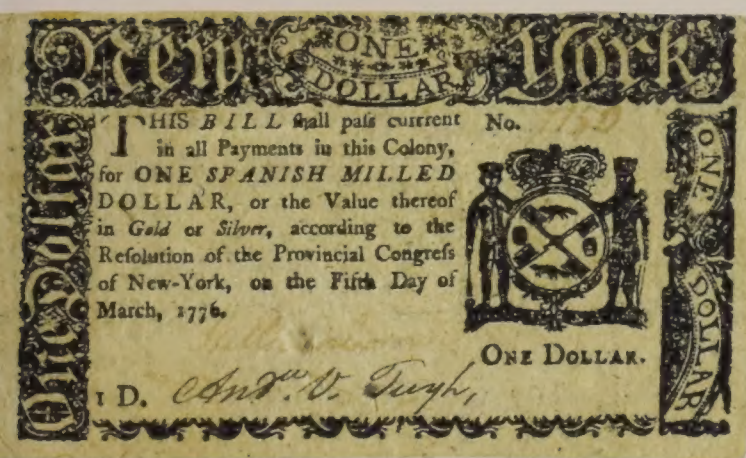 New ONE DOLLAR York
One Dollar
THIS BILL ſhall paſs current
in all Payments in this Colony,
for ONE SPANISH MILLED
DOLLAR, or the Value thereof
in Gold or Silver, according to the
Reſolution of the Provincial Congreſs
of New-York, on the Fifth Day of
March, 1776.
No.
ONE DOLLAR.
ONE DOLLAR
1 D. And.w V. Tuyl,